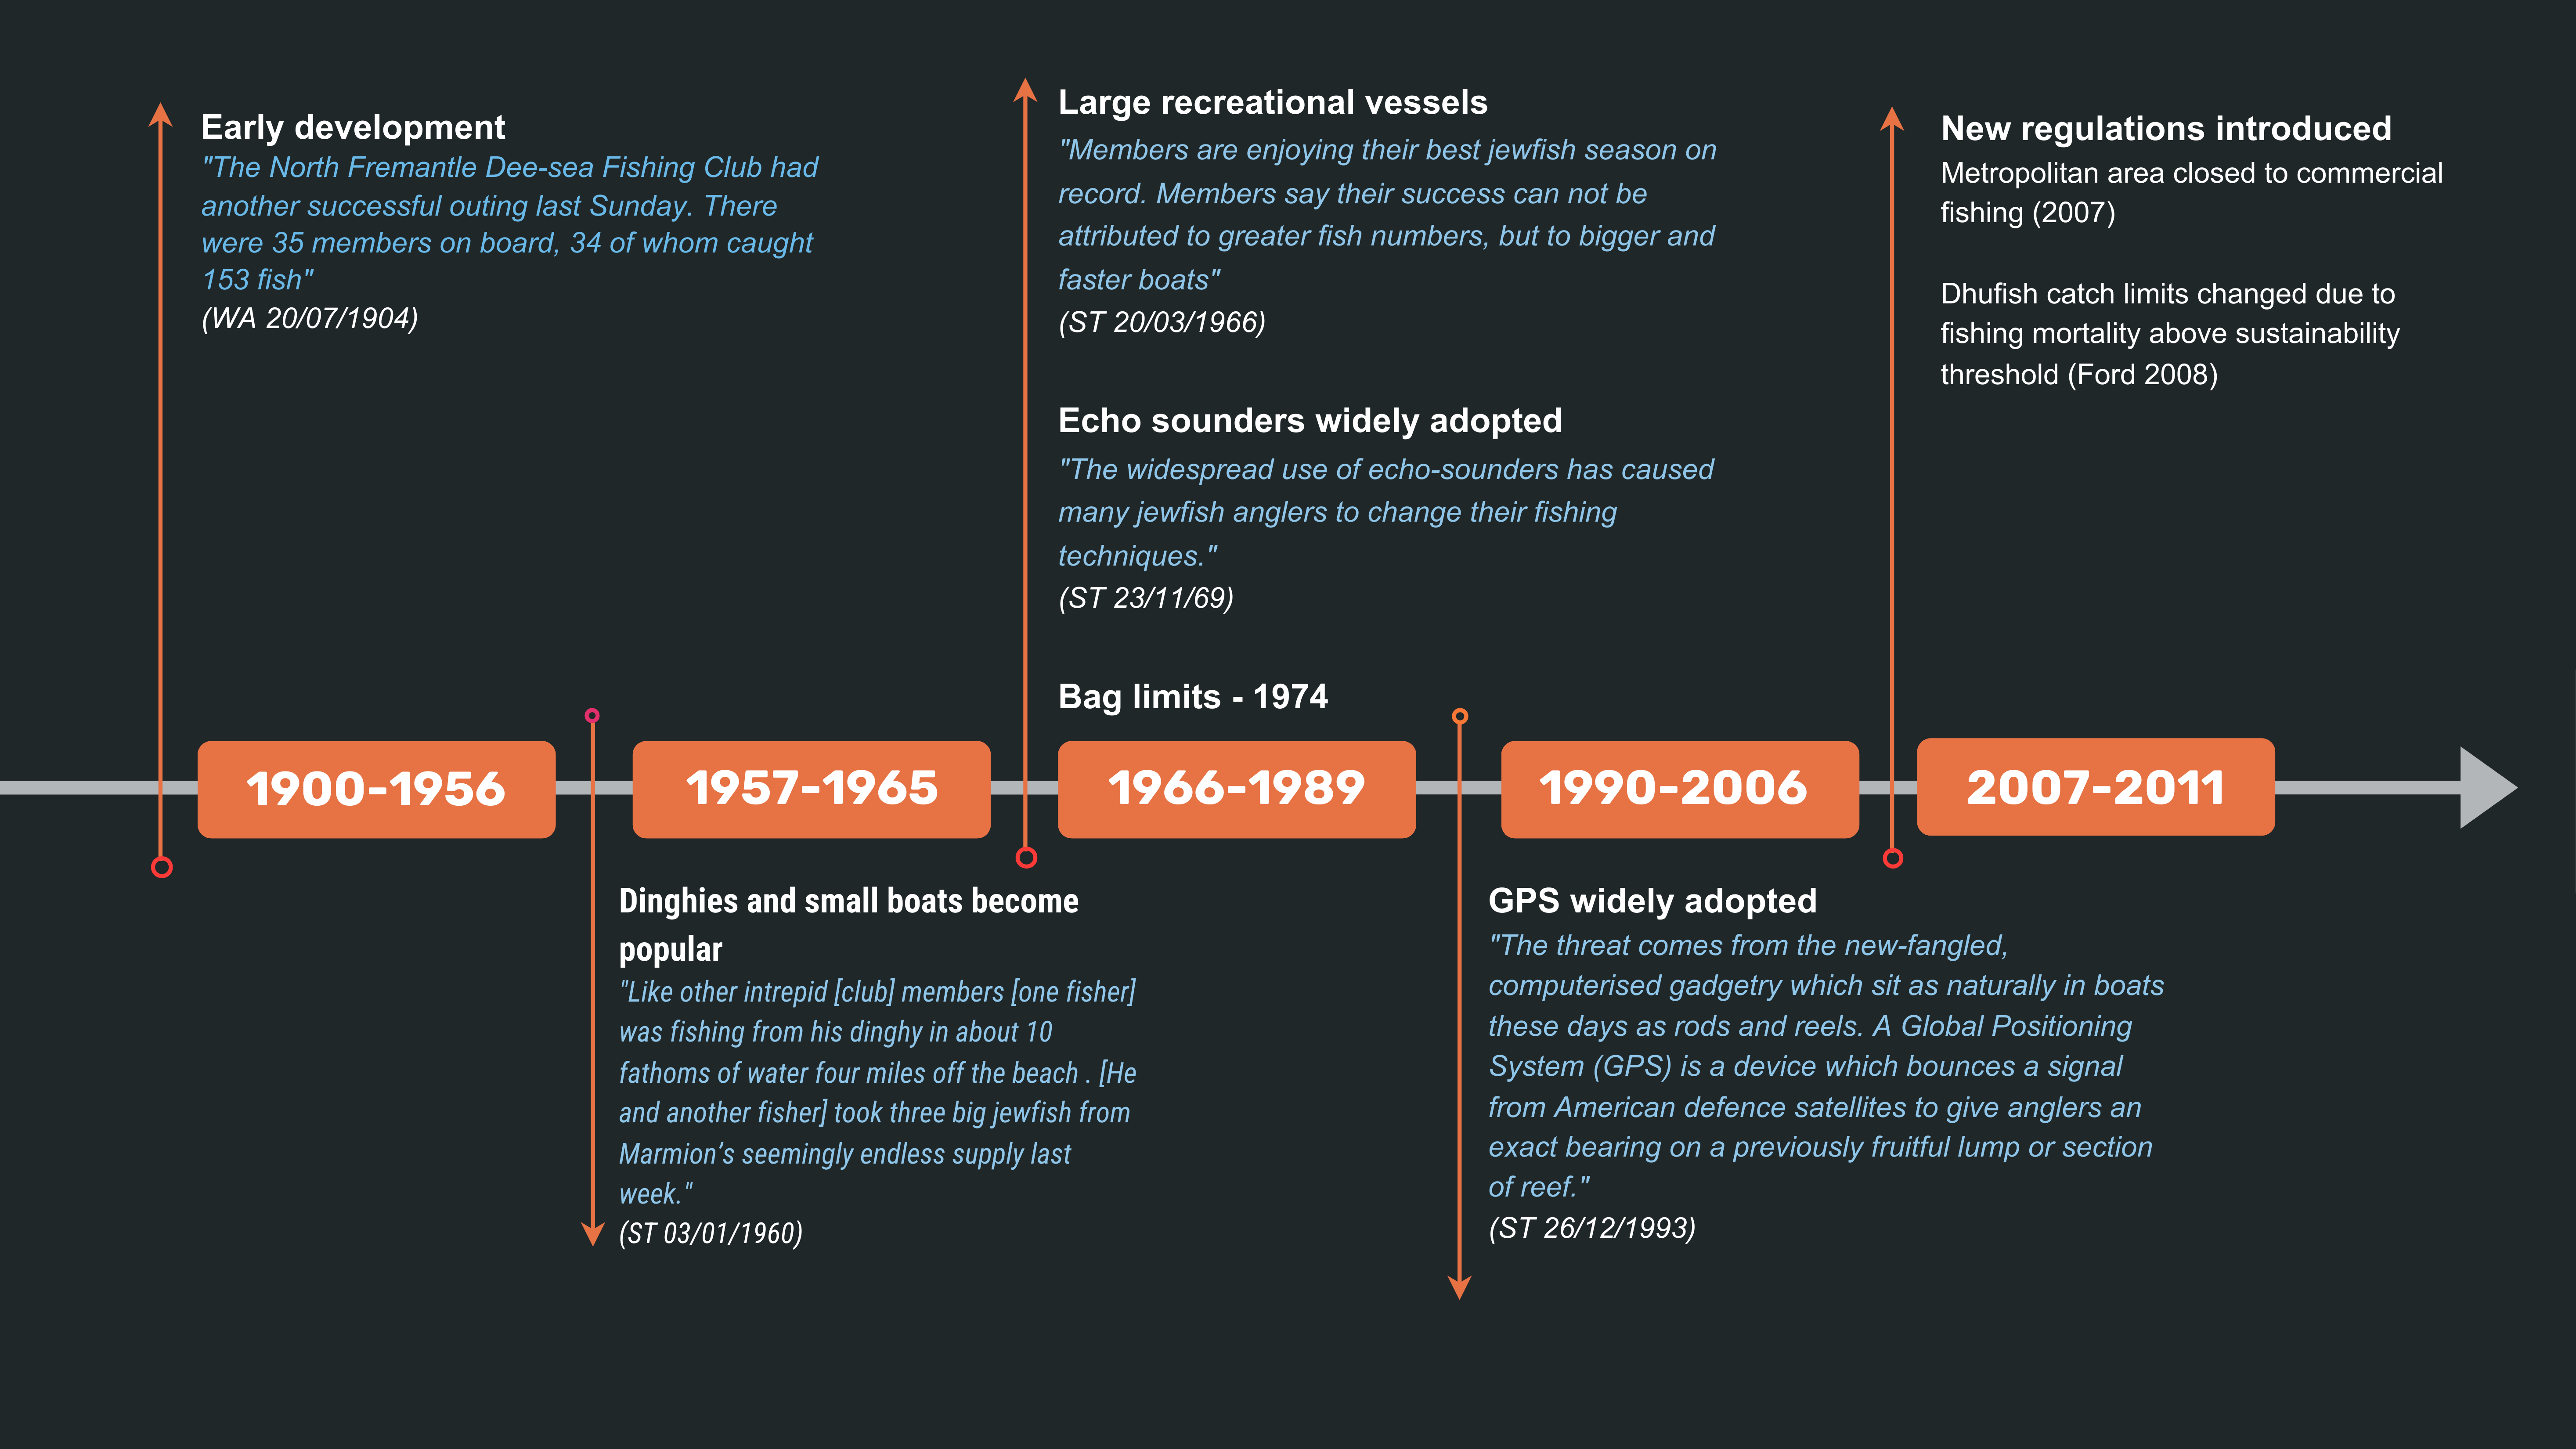 Early development
"The North Fremantle Dee-sea Fishing Club had
another successful outing last Sunday. There
were 35 members on board, 34 of whom caught
153 fish"
(WA 20/07/1904)
Large recreational vessels
"Members are enjoying their best jewfish season on
record. Members say their success can not be
attributed to greater fish numbers, but to bigger and
faster boats"
(ST 20/03/1966)
Echo sounders widely adopted
"The widespread use of echo-sounders has caused
many jewfish anglers to change their fishing
techniques."
(ST 23/11/69)
Bag limits - 1974
New regulations introduced
Metropolitan area closed to commercial
fishing (2007)
Dhufish catch limits changed due to
fishing mortality above sustainability
threshold (Ford 2008)
1900-1956
1957-1965
1966-1989
1990-2006
2007-2011
Dinghies and small boats become
popular
"Like other intrepid [club] members [one fisher]
was fishing from his dinghy in about 10
fathoms of water four miles off the beach . [He
and another fisher] took three big jewfish from
Marmion’s seemingly endless supply last
week."
(ST 03/01/1960)
GPS widely adopted
"The threat comes from the new-fangled,
computerised gadgetry which sit as naturally in boats
these days as rods and reels. A Global Positioning
System (GPS) is a device which bounces a signal
from American defence satellites to give anglers an
exact bearing on a previously fruitful lump or section
of reef."
(ST 26/12/1993)